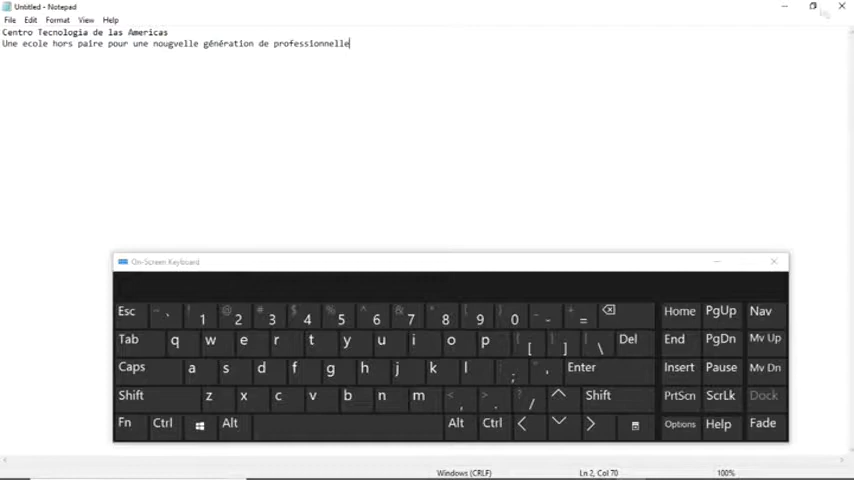 Untitled - Notepad
File Edit Format View Help
Centro Tecnologia de las Americas
Une ecole hors paire pour une nougvelle génération de professionnelle
On-Screen Keyboard
Esc ~ ` ! 1 @ 2 # 3 $ 4 % 5 ^ 6 & 7 * 8 ( 9 ) 0 _ - + = Home PgUp Nav
Tab q w e r t y u i o p { [ } ] | \ Del End PgDn Mv Up
Caps a s d f g h j k l : ; " ' Enter Insert Pause Mv Dn
Shift z x c v b n m < , > . ? / Shift PrtScn ScrLk Dock
Fn Ctrl Alt Alt Ctrl Options Help Fade
Windows (CRLF) Ln 2, Col 70 100%